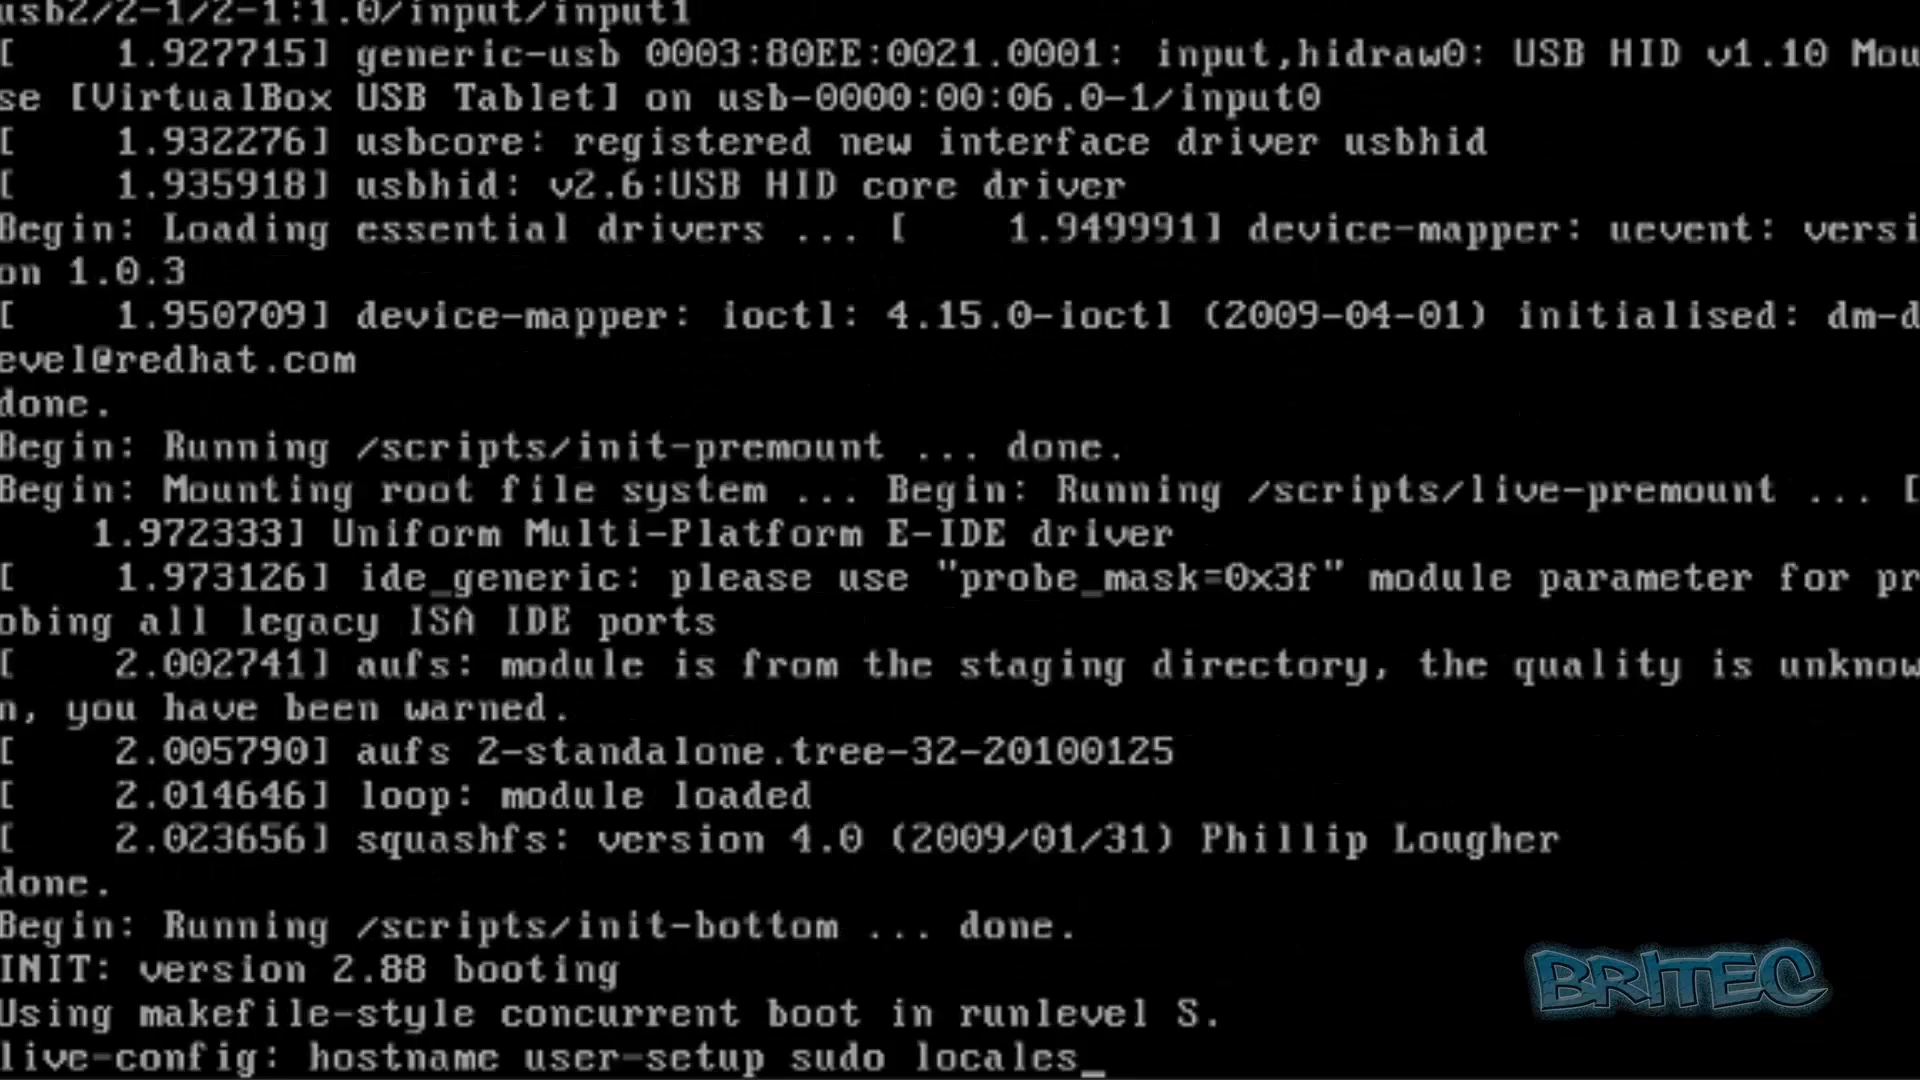 usb2/2-1/2-1:1.0/input/input1
[    1.927715] generic-usb 0003:80EE:0021.0001: input,hidraw0: USB HID v1.10 Mou
se [VirtualBox USB Tablet] on usb-0000:00:06.0-1/input0
[    1.932276] usbcore: registered new interface driver usbhid
[    1.935918] usbhid: v2.6:USB HID core driver
Begin: Loading essential drivers ... [    1.949991] device-mapper: uevent: versi
on 1.0.3
[    1.950709] device-mapper: ioctl: 4.15.0-ioctl (2009-04-01) initialised: dm-d
evel@redhat.com
done.
Begin: Running /scripts/init-premount ... done.
Begin: Mounting root file system ... Begin: Running /scripts/live-premount ... [
    1.972333] Uniform Multi-Platform E-IDE driver
[    1.973126] ide_generic: please use "probe_mask=0x3f" module parameter for pr
obing all legacy ISA IDE ports
[    2.002741] aufs: module is from the staging directory, the quality is unknow
n, you have been warned.
[    2.005790] aufs 2-standalone.tree-32-20100125
[    2.014646] loop: module loaded
[    2.023656] squashfs: version 4.0 (2009/01/31) Phillip Lougher
done.
Begin: Running /scripts/init-bottom ... done.
INIT: version 2.88 booting
Using makefile-style concurrent boot in runlevel S.
live-config: hostname user-setup sudo locales_
BRITEC